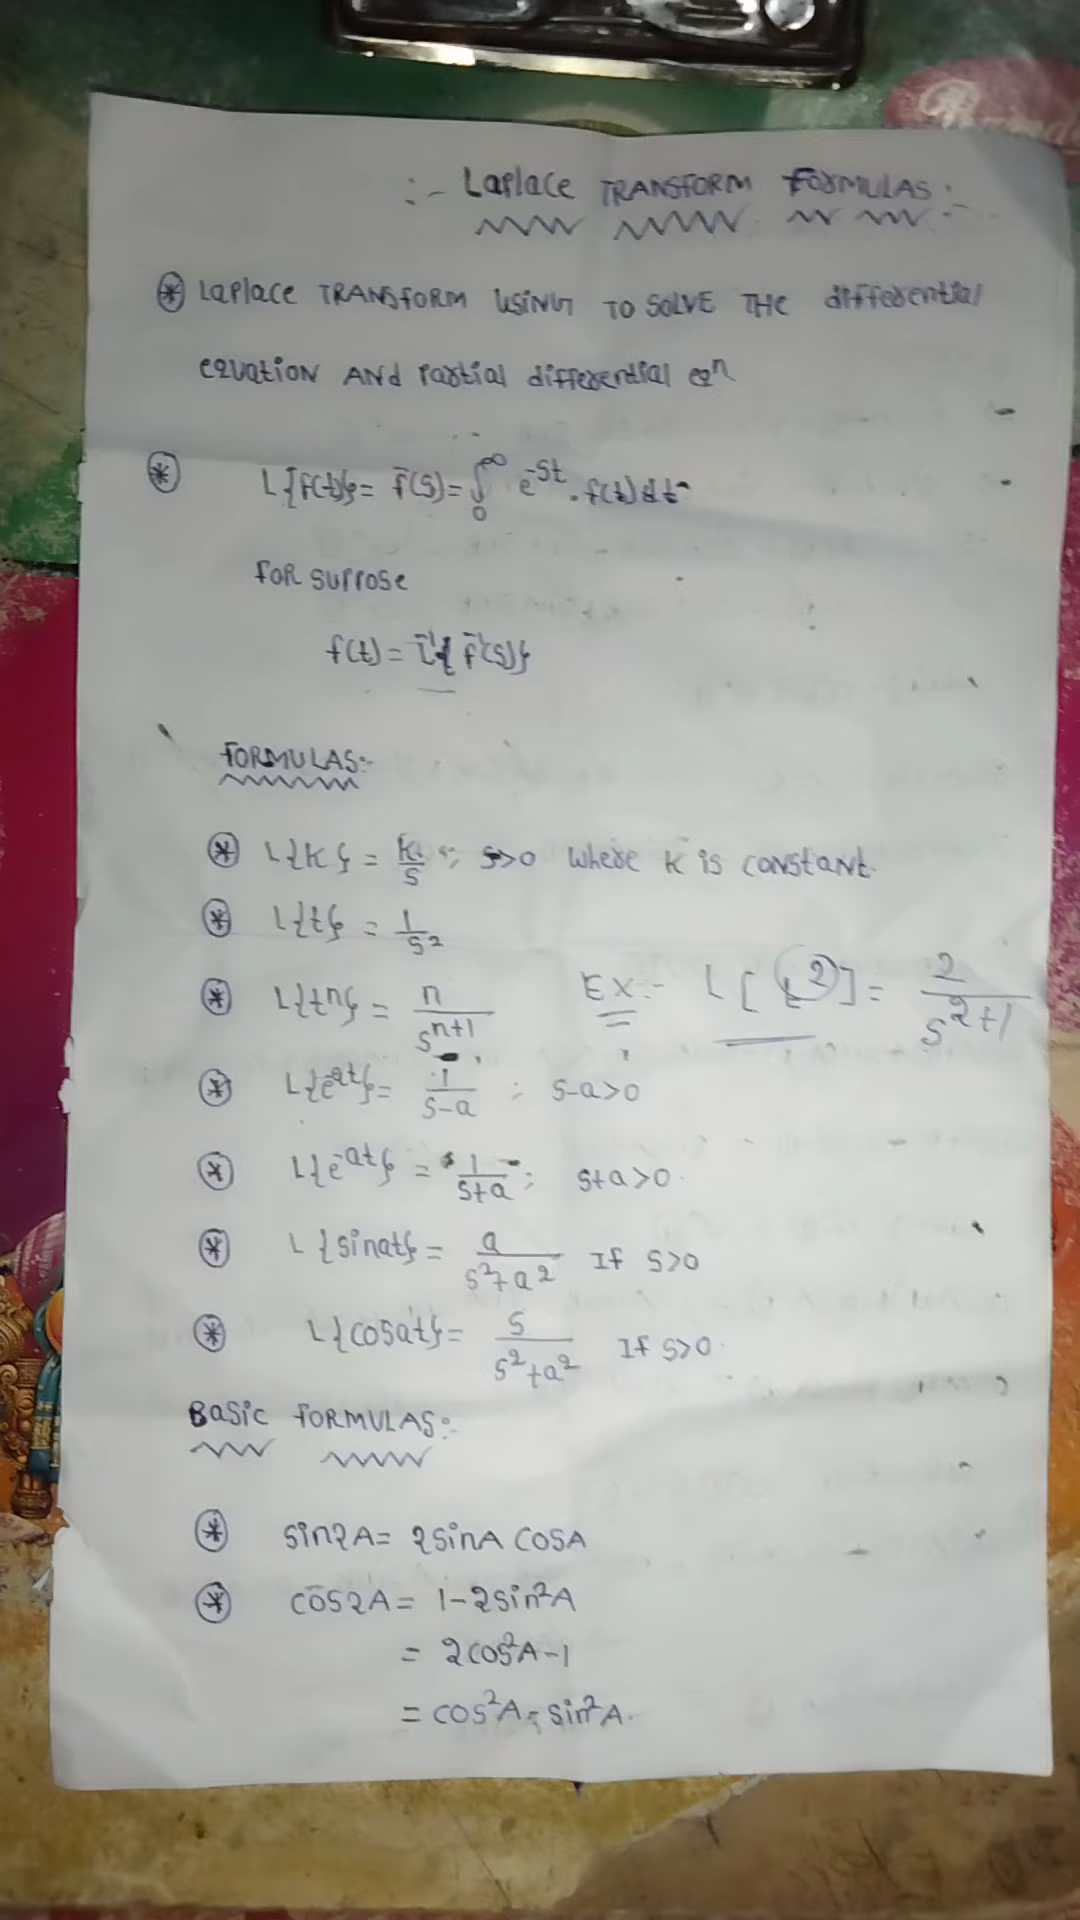 :- Laplace TRANSFORM FORMULAS:-
⊛ Laplace TRANSFORM USING TO SOLVE THE differential
equation AND Partial differential eqn
⊛ L{f(t)} = f̄(s) = ∫₀^∞ e^-st . f(t) dt
FOR suppose
f(t) = L⁻¹{f̄(s)}
FORMULAS:-
⊛ L{K} = K/s ; s>0 where K is constant.
⊛ L{t} = 1/s²
⊛ L{t^n} = n/s^(n+1) Ex:- L[t²] = 2/s^(2+1)
⊛ L{e^at} = 1/(s-a) ; s-a>0
⊛ L{e^-at} = 1/(s+a) ; s+a>0.
⊛ L{sinat} = a/(s²+a²) If s>0
⊛ L{cosat} = s/(s²+a²) If s>0.
Basic FORMULAS:-
⊛ sin2A = 2sinA cosA
⊛ cos2A = 1-2sin²A
= 2cos²A-1
= cos²A-sin²A.